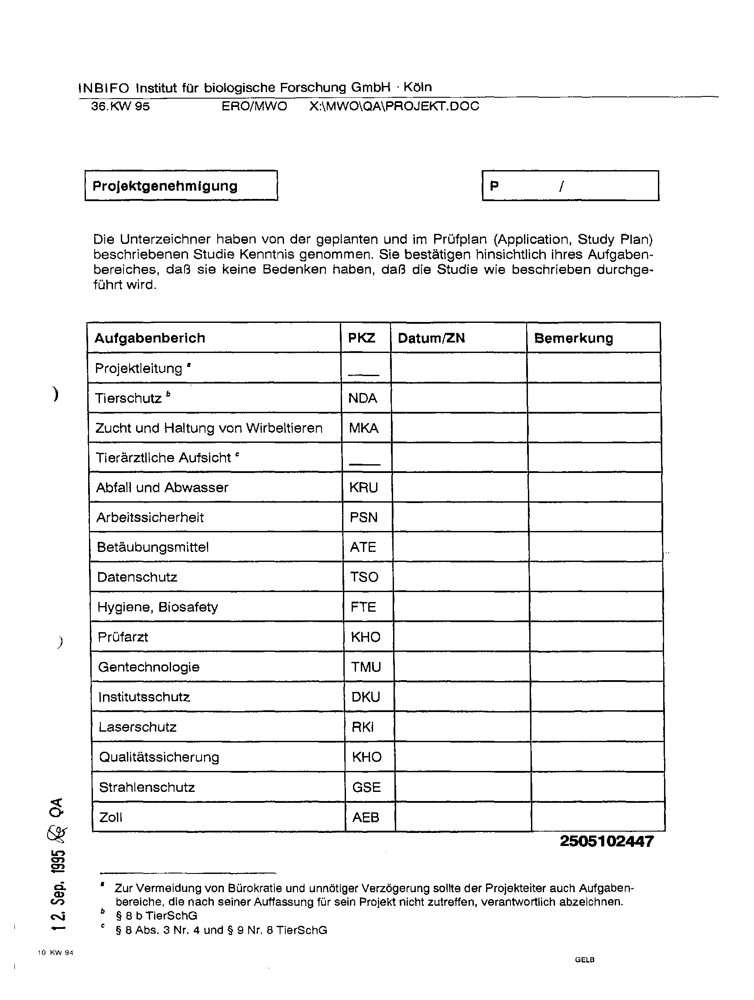 INBIFO Institut für biologische Forschung GmbH · Köln
36.KW 95 ERO/MWO X:\MWO\QA\PROJEKT.DOC
Projektgenehmigung
P /
Die Unterzeichner haben von der geplanten und im Prüfplan (Application, Study Plan)
beschriebenen Studie Kenntnis genommen. Sie bestätigen hinsichtlich ihres Aufgaben-
bereiches, daß sie keine Bedenken haben, daß die Studie wie beschrieben durchge-
führt wird.
Aufgabenberich PKZ Datum/ZN Bemerkung
Projektleitung a ___
Tierschutz b NDA
Zucht und Haltung von Wirbeltieren MKA
Tierärztliche Aufsicht c ___
Abfall und Abwasser KRU
Arbeitssicherheit PSN
Betäubungsmittel ATE
Datenschutz TSO
Hygiene, Biosafety FTE
Prüfarzt KHO
Gentechnologie TMU
Institutsschutz DKU
Laserschutz RKI
Qualitätssicherung KHO
Strahlenschutz GSE
Zoll AEB
2505102447
12. Sep. 1995 QA
a Zur Vermeidung von Bürokratie und unnötiger Verzögerung sollte der Projekteiter auch Aufgaben-
bereiche, die nach seiner Auffassung für sein Projekt nicht zutreffen, verantwortlich abzeichnen.
b § 8 b TierSchG
c § 8 Abs. 3 Nr. 4 und § 9 Nr. 8 TierSchG
10 KW 94
GELB